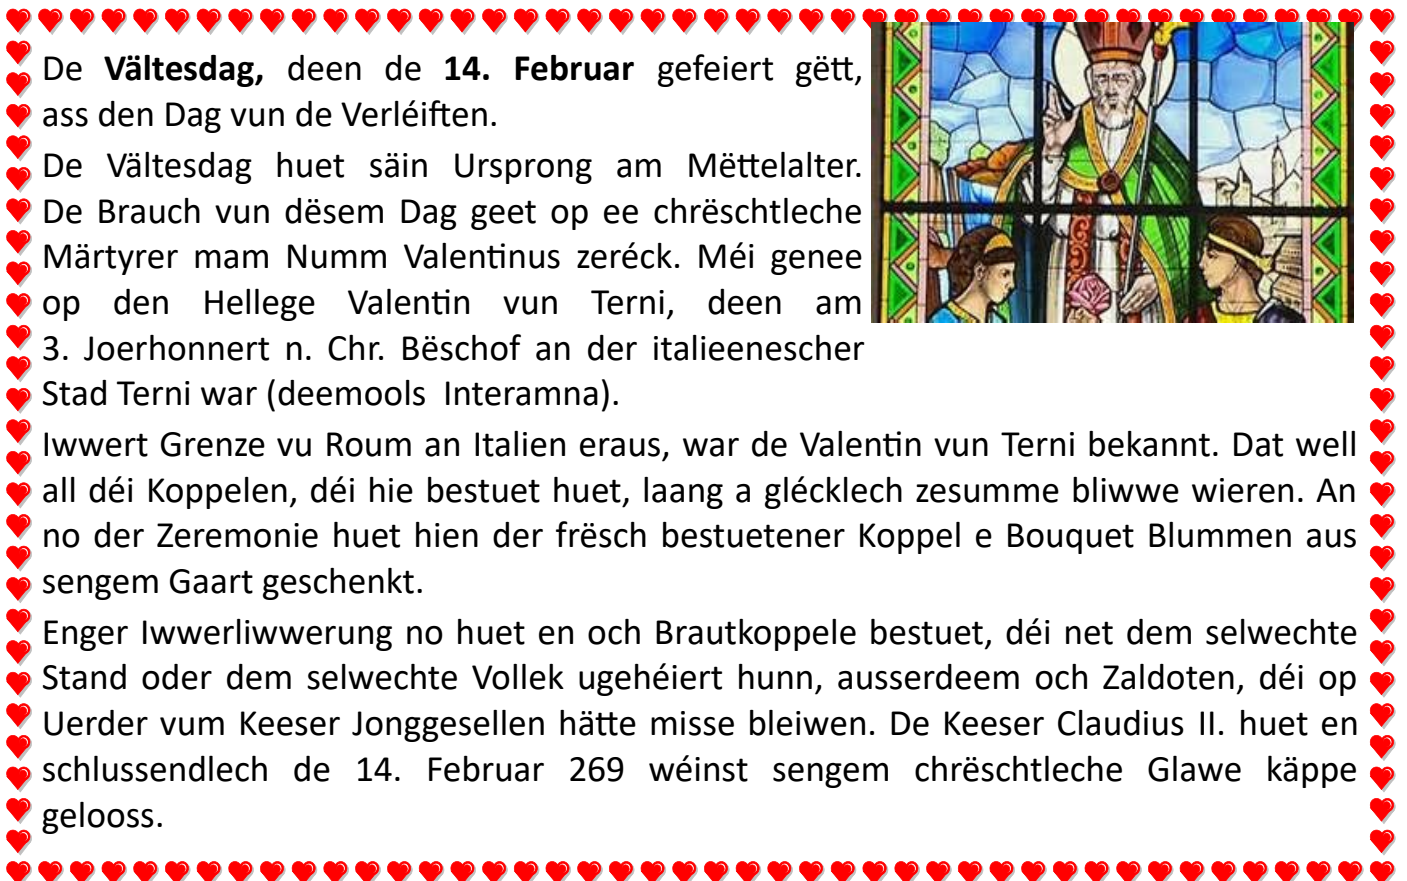 De Vältesdag, deen de 14. Februar gefeiert gëtt,
ass den Dag vun de Verléiften.
De Vältesdag huet säin Ursprong am Mëttelalter.
De Brauch vun dësem Dag geet op ee chrëschtleche
Märtyrer mam Numm Valentinus zeréck. Méi genee
op den Hellege Valentin vun Terni, deen am
3. Joerhonnert n. Chr. Bëschof an der italieenescher
Stad Terni war (deemools Interamna).
Iwwert Grenze vu Roum an Italien eraus, war de Valentin vun Terni bekannt. Dat well
all déi Koppelen, déi hie bestuet huet, laang a glécklech zesumme bliwwe wieren. An
no der Zeremonie huet hien der frësch bestuetener Koppel e Bouquet Blummen aus
sengem Gaart geschenkt.
Enger Iwwerliwwerung no huet en och Brautkoppele bestuet, déi net dem selwechte
Stand oder dem selwechte Vollek ugehéiert hunn, ausserdeem och Zaldoten, déi op
Uerder vum Keeser Jonggesellen hätte misse bleiwen. De Keeser Claudius II. huet en
schlussendlech de 14. Februar 269 wéinst sengem chrëschtleche Glawe käppe
gelooss.